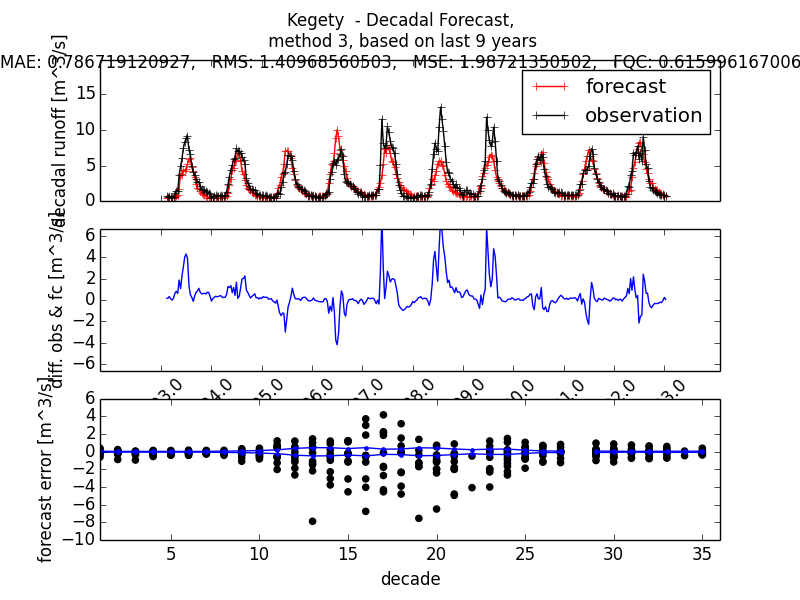 Kegety - Decadal Forecast,
method 3, based on last 9 years
MAE: 0.786719120927, RMS: 1.40968560503, MSE: 1.98721350502, FQC: 0.615996167006
decadal runoff [m^3/s]
15
10
5
0
forecast
observation
diff. obs & fc [m^3/s]
6
4
2
0
−2
−4
−6
forecast error [m^3/s]
6
4
2
0
−2
−4
−6
−8
−10
5 10 15 20 25 30 35
decade